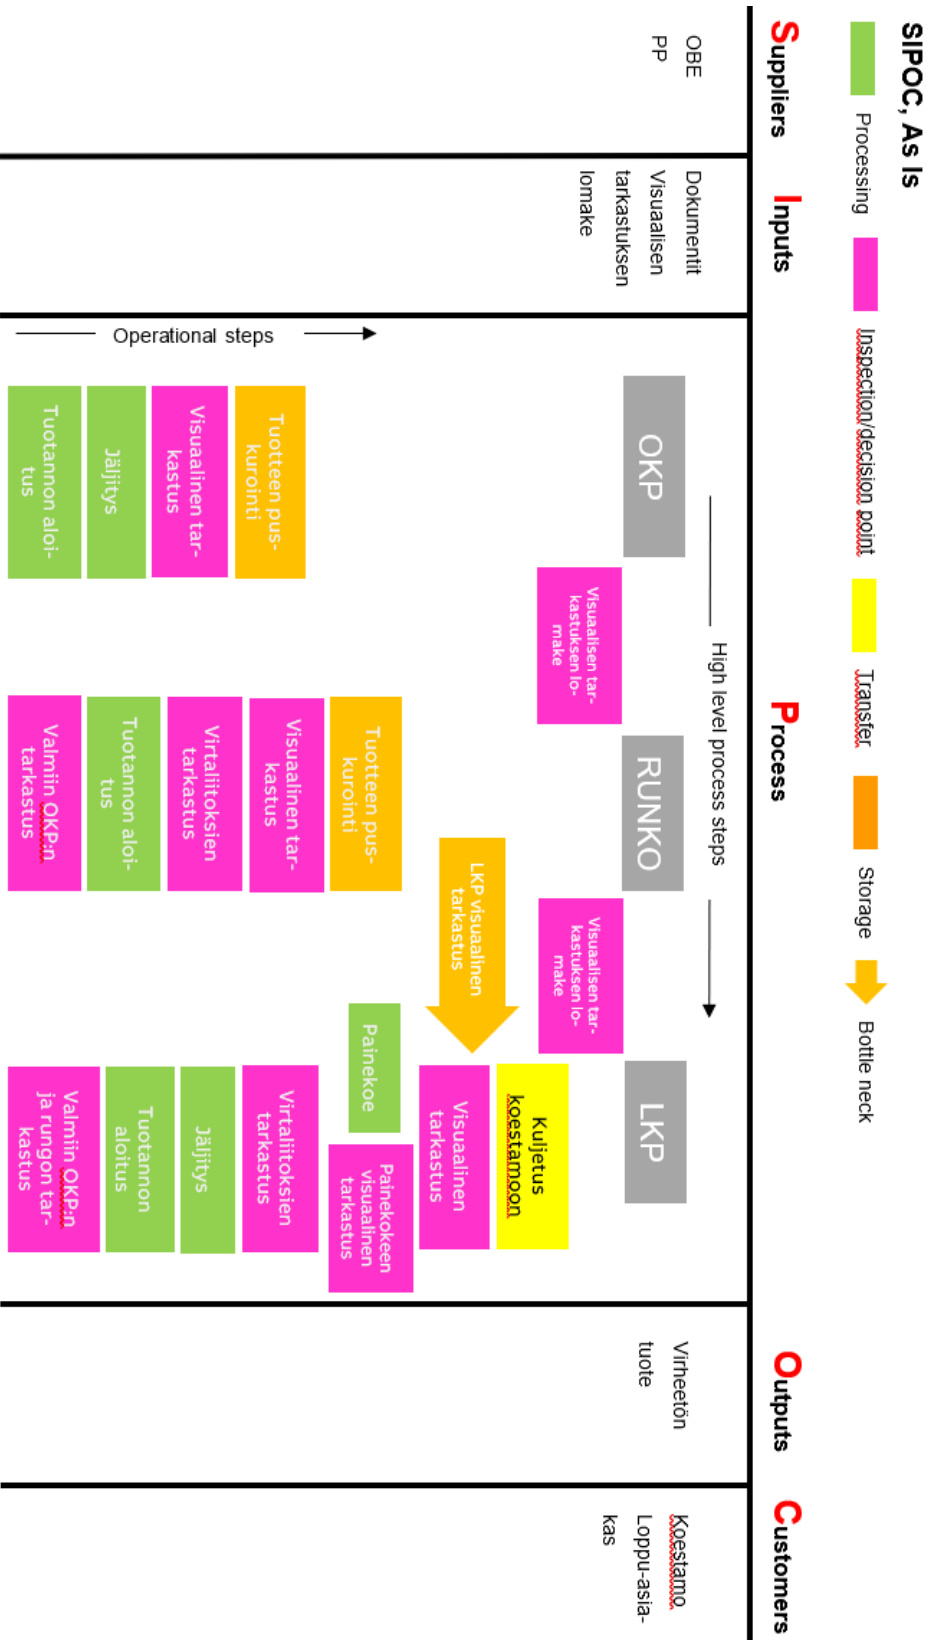 SIPOC, As Is
Processing
Inspection/decision point
Transfer
Storage
Bottle neck
Suppliers
Inputs
Process
Outputs
Customers
OBE
PP
Dokumentit
Visuaalisen
tarkastuksen
lomake
High level process steps
OKP
RUNKO
LKP
Visuaalisen tar-
kastuksen lo-
make
Visuaalisen tar-
kastuksen lo-
make
Operational steps
Tuotteen pus-
kurointi
Visuaalinen tar-
kastus
Jäljitys
Tuotannon aloi-
tus
LKP visuaalinen
tarkastus
Tuotteen pus-
kurointi
Visuaalinen tar-
kastus
Virtaliitoksien
tarkastus
Tuotannon aloi-
tus
Valmiin OKP:n
tarkastus
Kuljetus
koestamoon
Visuaalinen
tarkastus
Painekoe
Painekokeen
visuaalinen
tarkastus
Virtaliitoksien
tarkastus
Jäljitys
Tuotannon
aloitus
Valmiin OKP:n
ja rungon tar-
kastus
Virheetön
tuote
Koestamo
Loppu-asia-
kas